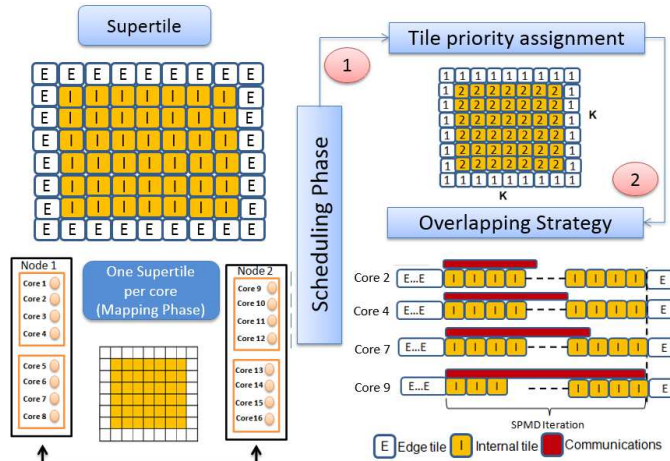 Supertile
E E E E E E E E E
E I I I I I I I E
E I I I I I I I E
E I I I I I I I E
E I I I I I I I E
E I I I I I I I E
E I I I I I I I E
E E E E E E E E E
Node 1
Core 1
Core 2
Core 3
Core 4
Core 5
Core 6
Core 7
Core 8
One Supertile
per core
(Mapping Phase)
Node 2
Core 9
Core 10
Core 11
Core 12
Core 13
Core 14
Core 15
Core16
Scheduling Phase
1
Tile priority assignment
1 1 1 1 1 1 1 1 1
1 2 2 2 2 2 2 2 1
1 2 2 2 2 2 2 2 1
1 2 2 2 2 2 2 2 1
1 2 2 2 2 2 2 2 1
1 2 2 2 2 2 2 2 1
1 2 2 2 2 2 2 2 1
1 1 1 1 1 1 1 1 1
K
K
2
Overlapping Strategy
Core 2 E...E I I I I I I I I E
Core 4 E...E I I I I I I I I E
Core 7 E...E I I I I I I I I E
Core 9 E...E I I I I I I I E
SPMD Iteration
E Edge tile I Internal tile Communications